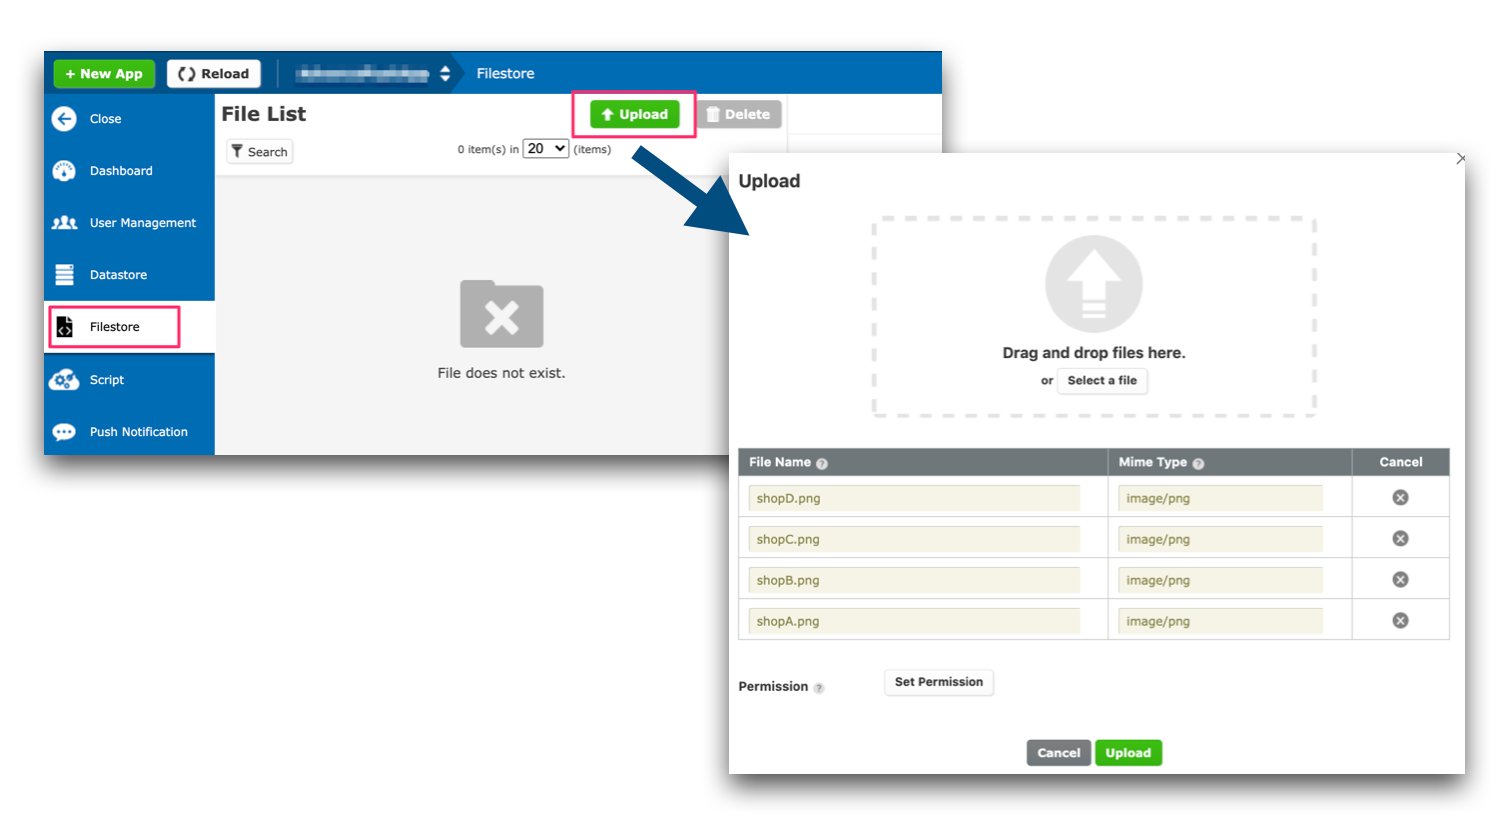 + New App
Reload
Filestore
Close
Dashboard
User Management
Datastore
Filestore
Script
Push Notification
File List
Upload
Delete
Search
0 item(s) in 20 (items)
File does not exist.
Upload
Drag and drop files here.
or Select a file
File Name ? Mime Type ? Cancel
shopD.png image/png
shopC.png image/png
shopB.png image/png
shopA.png image/png
Permission ? Set Permission
Cancel Upload